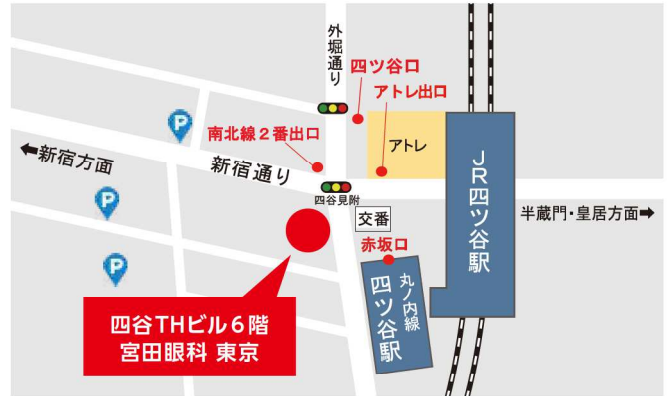 外堀通り
四ツ谷口
アトレ出口
P
南北線2番出口
アトレ
←新宿方面
新宿通り
四谷見附
JR四ツ谷駅
半蔵門・皇居方面→
交番
赤坂口
P
P
丸ノ内線
四ツ谷駅
四谷THビル6階
宮田眼科 東京